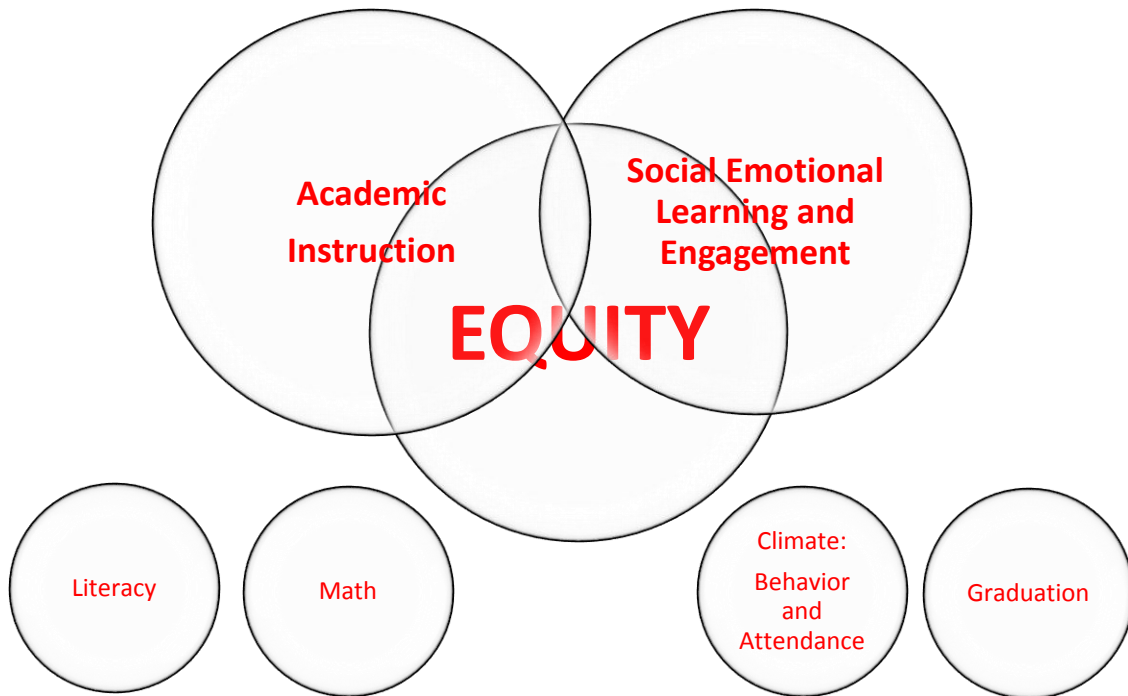 Academic
Instruction
Social Emotional
Learning and
Engagement
EQUITY
Literacy
Math
Climate:
Behavior
and
Attendance
Graduation